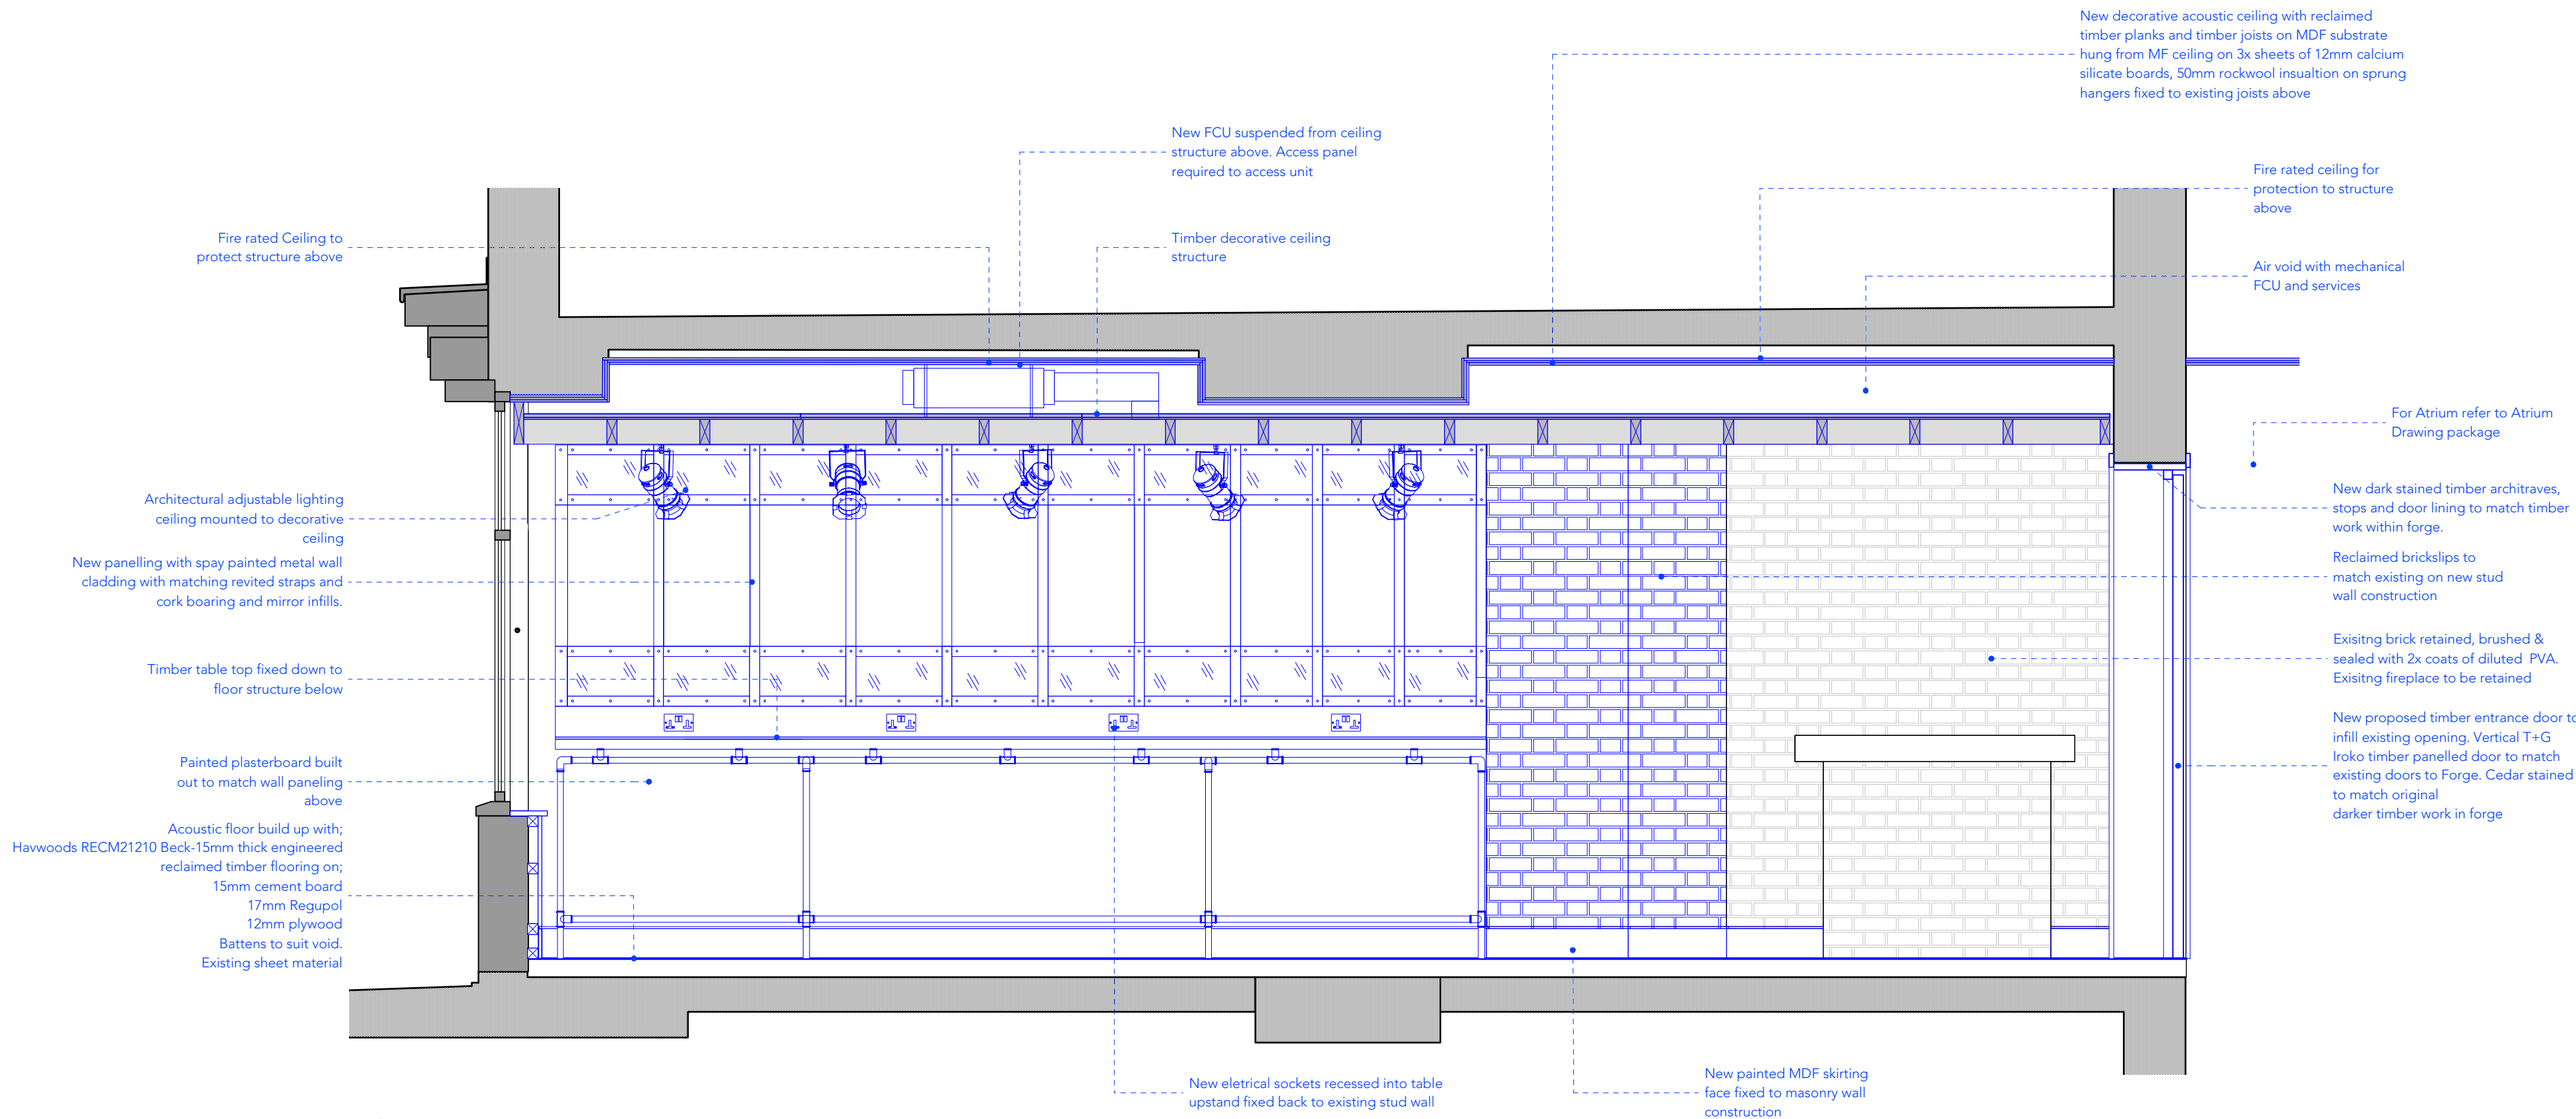 New decorative acoustic ceiling with reclaimed
timber planks and timber joists on MDF substrate
hung from MF ceiling on 3x sheets of 12mm calcium
silicate boards, 50mm rockwool insualtion on sprung
hangers fixed to existing joists above
New FCU suspended from ceiling
structure above. Access panel
required to access unit
Fire rated ceiling for
protection to structure
above
Fire rated Ceiling to
protect structure above
Timber decorative ceiling
structure
Air void with mechanical
FCU and services
For Atrium refer to Atrium
Drawing package
Architectural adjustable lighting
ceiling mounted to decorative
ceiling
New dark stained timber architraves,
stops and door lining to match timber
work within forge.
New panelling with spay painted metal wall
cladding with matching revited straps and
cork boaring and mirror infills.
Reclaimed brickslips to
match existing on new stud
wall construction
Timber table top fixed down to
floor structure below
Exisitng brick retained, brushed &
sealed with 2x coats of diluted PVA.
Exisitng fireplace to be retained
Painted plasterboard built
out to match wall paneling
above
New proposed timber entrance door to
infill existing opening. Vertical T+G
Iroko timber panelled door to match
existing doors to Forge. Cedar stained
to match original
darker timber work in forge
Acoustic floor build up with;
Havwoods RECM21210 Beck-15mm thick engineered
reclaimed timber flooring on;
15mm cement board
17mm Regupol
12mm plywood
Battens to suit void.
Existing sheet material
New eletrical sockets recessed into table
upstand fixed back to existing stud wall
New painted MDF skirting
face fixed to masonry wall
construction